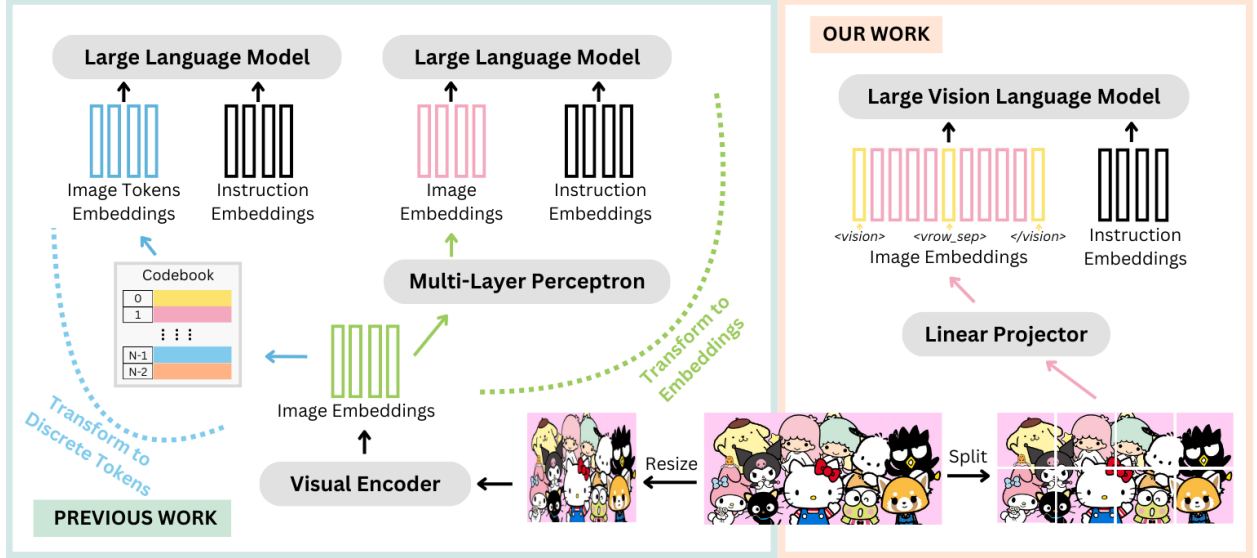 Large Language Model
Large Language Model
Image Tokens
Embeddings
Instruction
Embeddings
Image
Embeddings
Instruction
Embeddings
Codebook
0
1
N-1
N-2
Multi-Layer Perceptron
Transform to
Embeddings
Image Embeddings
Transform to
Discrete Tokens
Visual Encoder
Resize
PREVIOUS WORK
OUR WORK
Large Vision Language Model
<vision>
<vrow_sep>
</vision>
Image Embeddings
Instruction
Embeddings
Linear Projector
Split